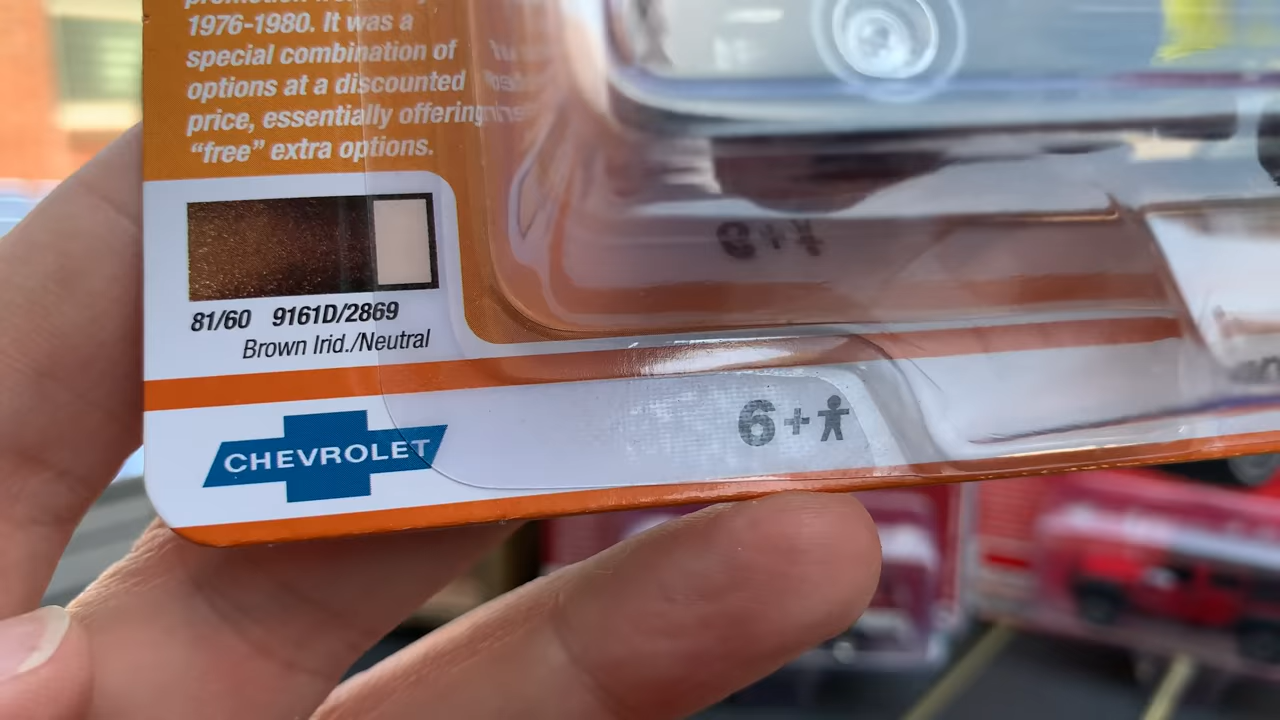 1976-1980. It was a
special combination of
options at a discounted
price, essentially offering
“free” extra options.
81/60 9161D/2869
Brown Irid./Neutral
CHEVROLET
6+